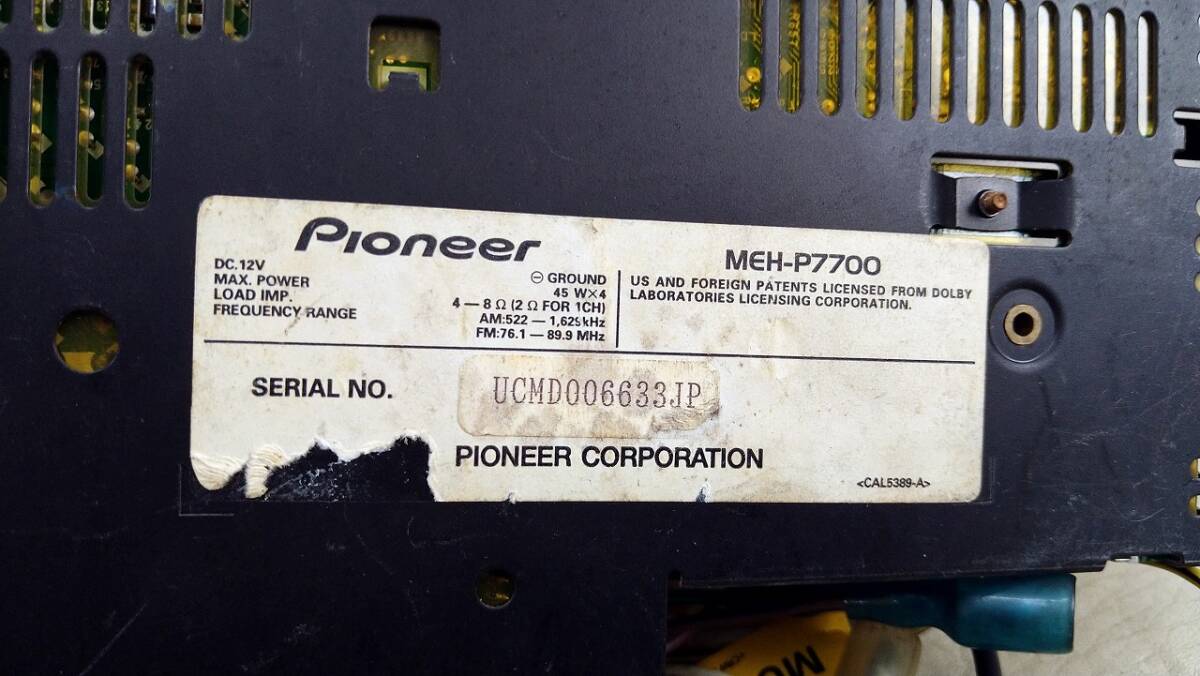 Pioneer
DC.12V ⊖ GROUND
MAX. POWER 45 W×4
LOAD IMP. 4 — 8 Ω (2 Ω FOR 1CH)
FREQUENCY RANGE AM:522 — 1,629kHz
FM:76.1 — 89.9 MHz
MEH-P7700
US AND FOREIGN PATENTS LICENSED FROM DOLBY
LABORATORIES LICENSING CORPORATION.
SERIAL NO. UCMD006633JP
PIONEER CORPORATION
<CAL5389-A>